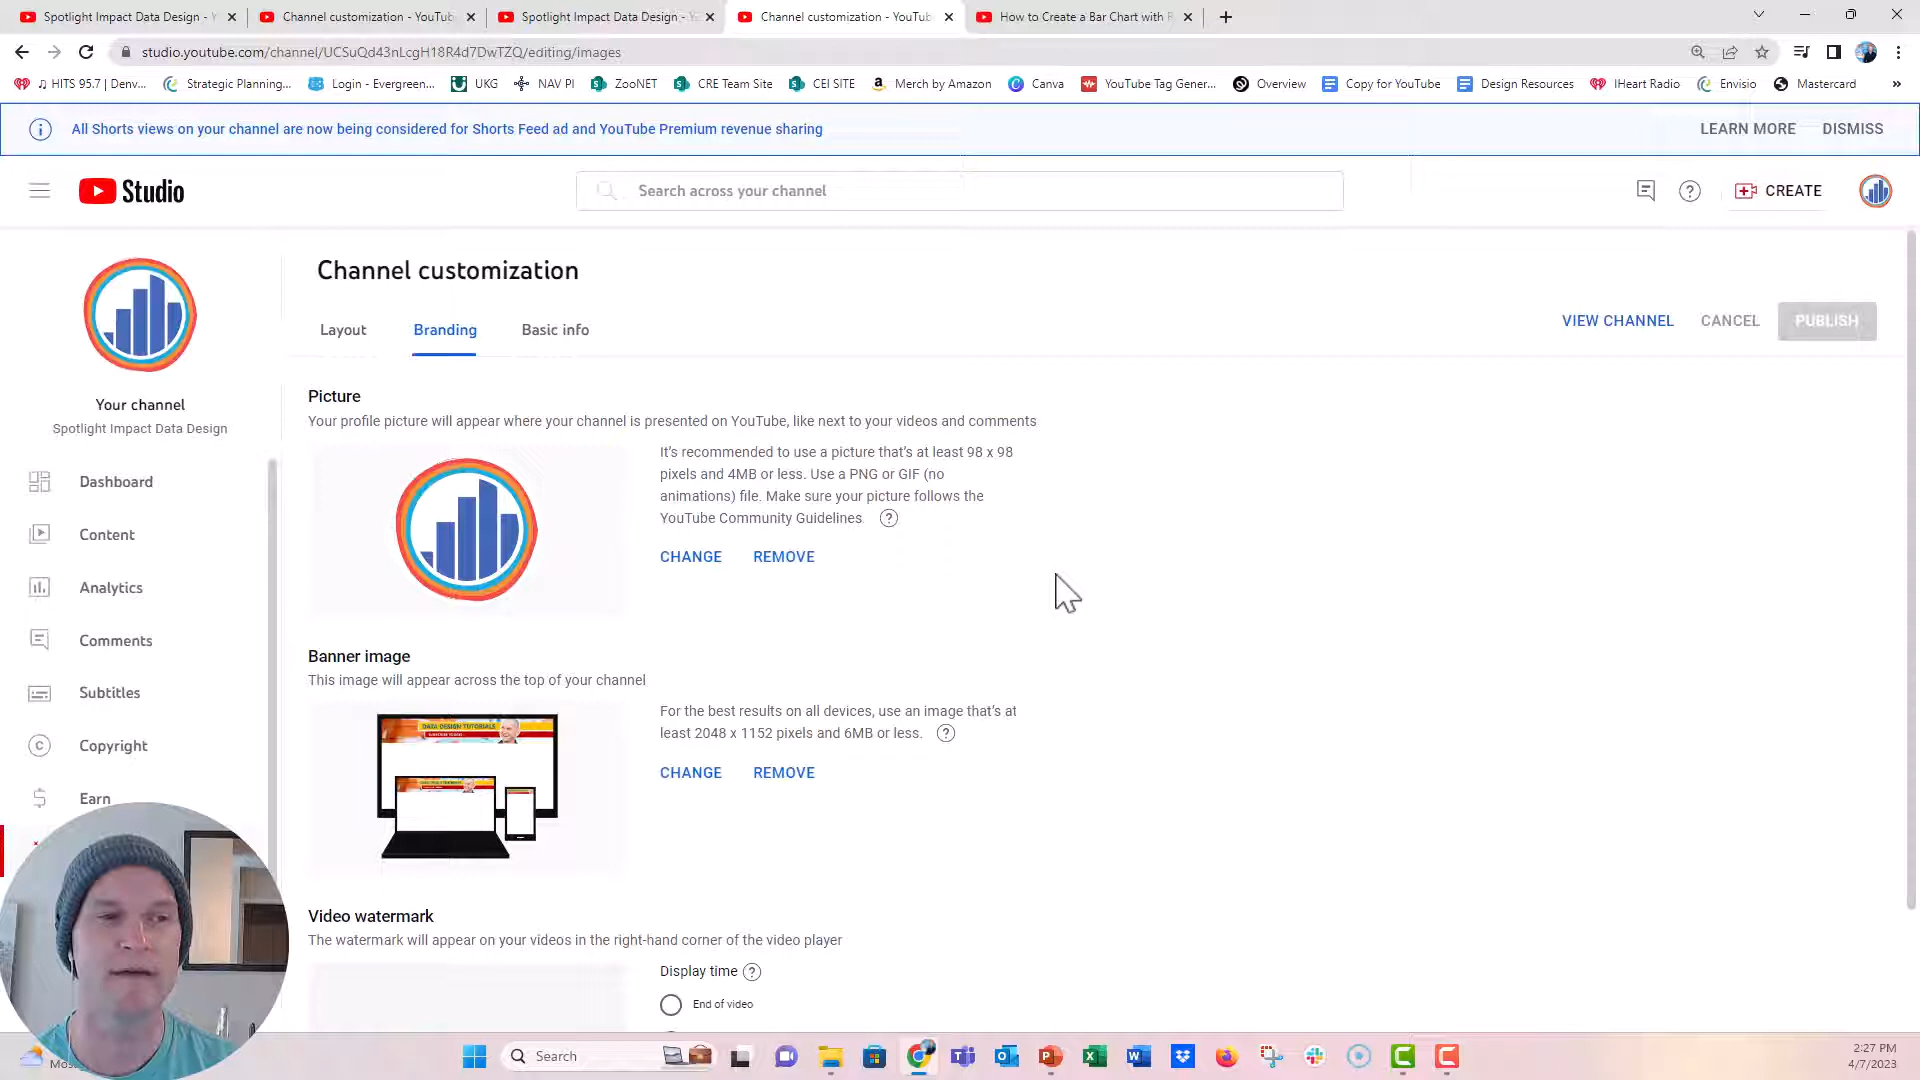 Spotlight Impact Data Design - Y
Channel customization - YouTub
Spotlight Impact Data Design - Yo
Channel customization - YouTub
How to Create a Bar Chart with R
studio.youtube.com/channel/UCSuQd43nLcgH18R4d7DwTZQ/editing/images
♫ HITS 95.7 | Denv...
Strategic Planning...
Login - Evergreen...
UKG
NAV PI
ZooNET
CRE Team Site
CEI SITE
Merch by Amazon
Canva
YouTube Tag Gener...
Overview
Copy for YouTube
Design Resources
IHeart Radio
Envisio
Mastercard
»
All Shorts views on your channel are now being considered for Shorts Feed ad and YouTube Premium revenue sharing
LEARN MORE
DISMISS
Studio
Search across your channel
CREATE
Channel customization
Layout
Branding
Basic info
VIEW CHANNEL
CANCEL
PUBLISH
Your channel
Spotlight Impact Data Design
Dashboard
Content
Analytics
Comments
Subtitles
Copyright
Earn
Picture
Your profile picture will appear where your channel is presented on YouTube, like next to your videos and comments
It's recommended to use a picture that's at least 98 x 98
pixels and 4MB or less. Use a PNG or GIF (no
animations) file. Make sure your picture follows the
YouTube Community Guidelines.
CHANGE
REMOVE
Banner image
This image will appear across the top of your channel
DATA DESIGN TUTORIALS
For the best results on all devices, use an image that's at
least 2048 x 1152 pixels and 6MB or less.
CHANGE
REMOVE
Video watermark
The watermark will appear on your videos in the right-hand corner of the video player
Display time
End of video
Search
2:27 PM
4/7/2023